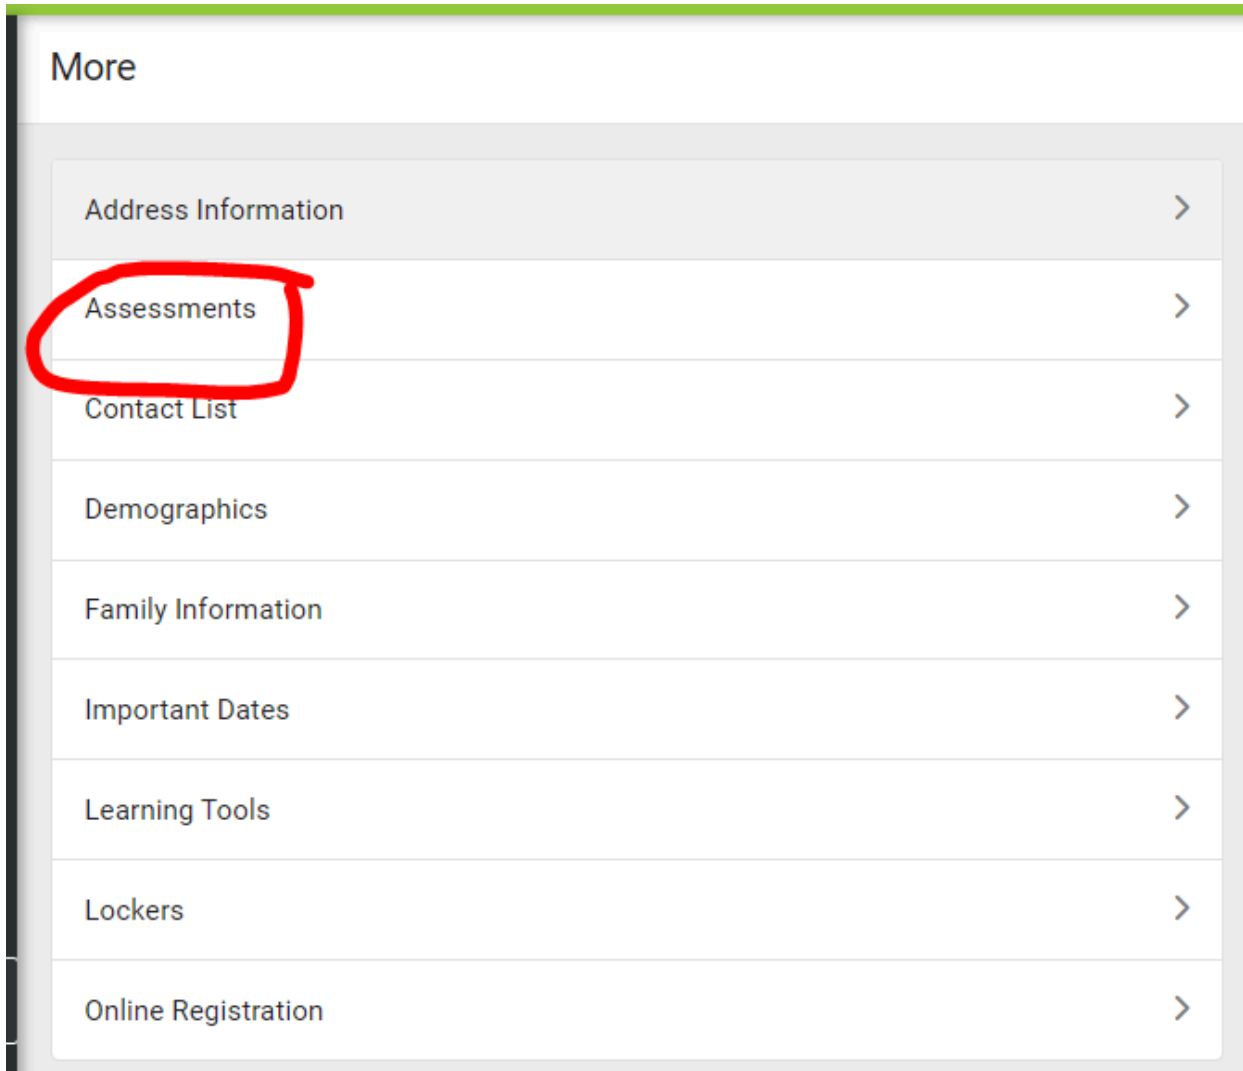 More
Address Information
Assessments
Contact List
Demographics
Family Information
Important Dates
Learning Tools
Lockers
Online Registration